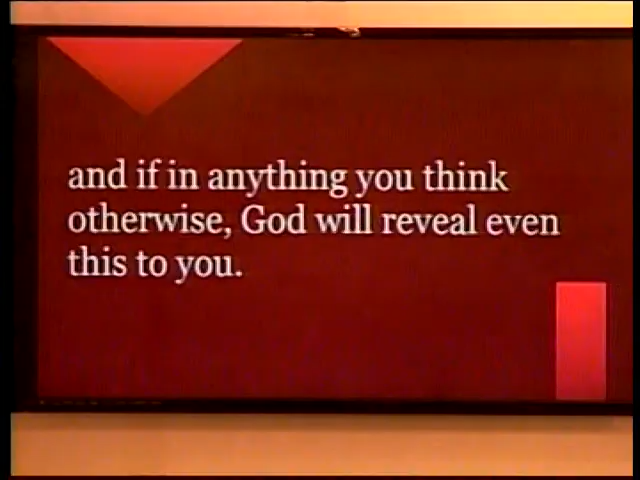 and if in anything you think
otherwise, God will reveal even
this to you.